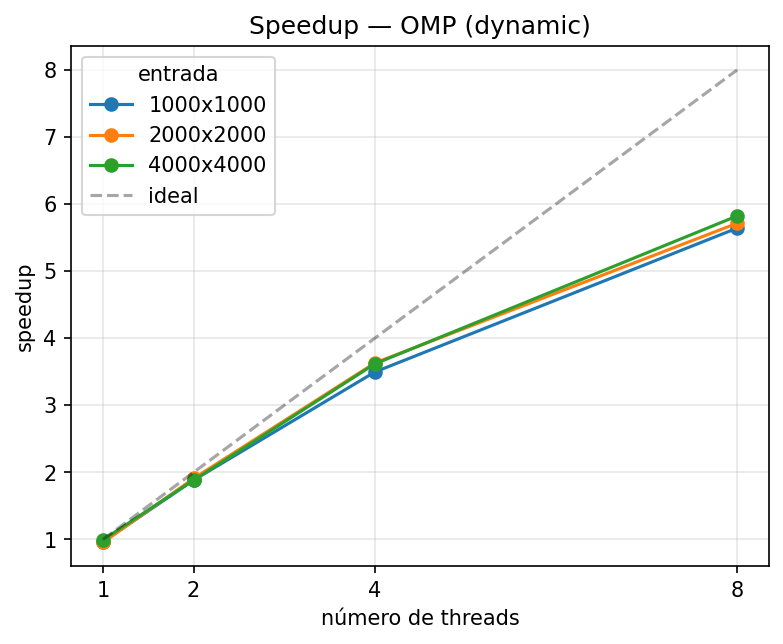 Speedup — OMP (dynamic)
entrada
1000x1000
2000x2000
4000x4000
ideal
speedup
8
7
6
5
4
3
2
1
1 2 4 8
número de threads